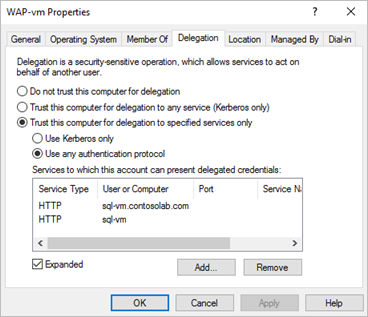 WAP-vm Properties ? ×
General Operating System Member Of Delegation Location Managed By Dial-in
Delegation is a security-sensitive operation, which allows services to act on
behalf of another user.
Do not trust this computer for delegation
Trust this computer for delegation to any service (Kerberos only)
Trust this computer for delegation to specified services only
Use Kerberos only
Use any authentication protocol
Services to which this account can present delegated credentials:
Service Type User or Computer Port Service Na
HTTP sql-vm.contosolab.com
HTTP sql-vm
Expanded Add... Remove
OK Cancel Apply Help